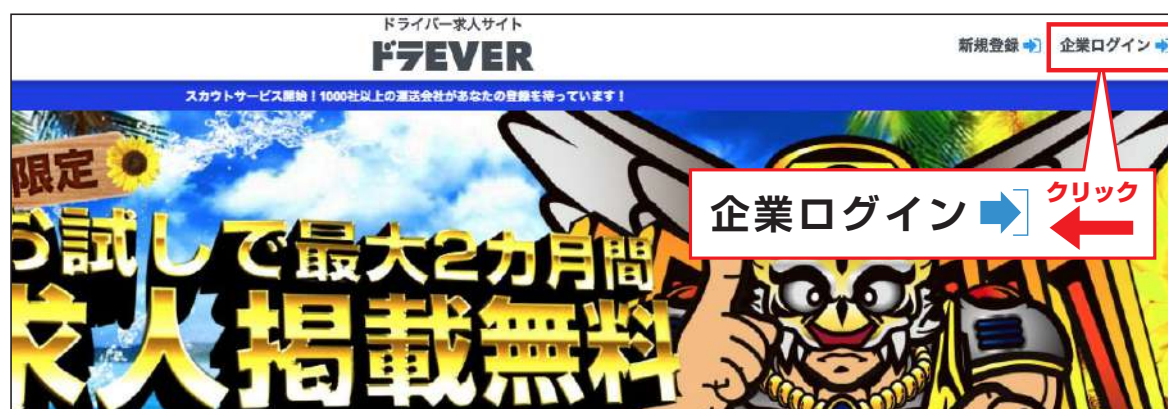 ドライバー求人サイト
ドラEVER
新規登録
企業ログイン
スカウトサービス開始！1000社以上の運送会社があなたの登録を待っています！
限定
企業ログイン
クリック
お試しで最大2カ月間
求人掲載無料